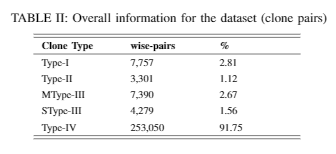 TABLE II: Overall information for the dataset (clone pairs)
Clone Type wise-pairs %
Type-I 7,757 2.81
Type-II 3,301 1.12
MType-III 7,390 2.67
SType-III 4,279 1.56
Type-IV 253,050 91.75